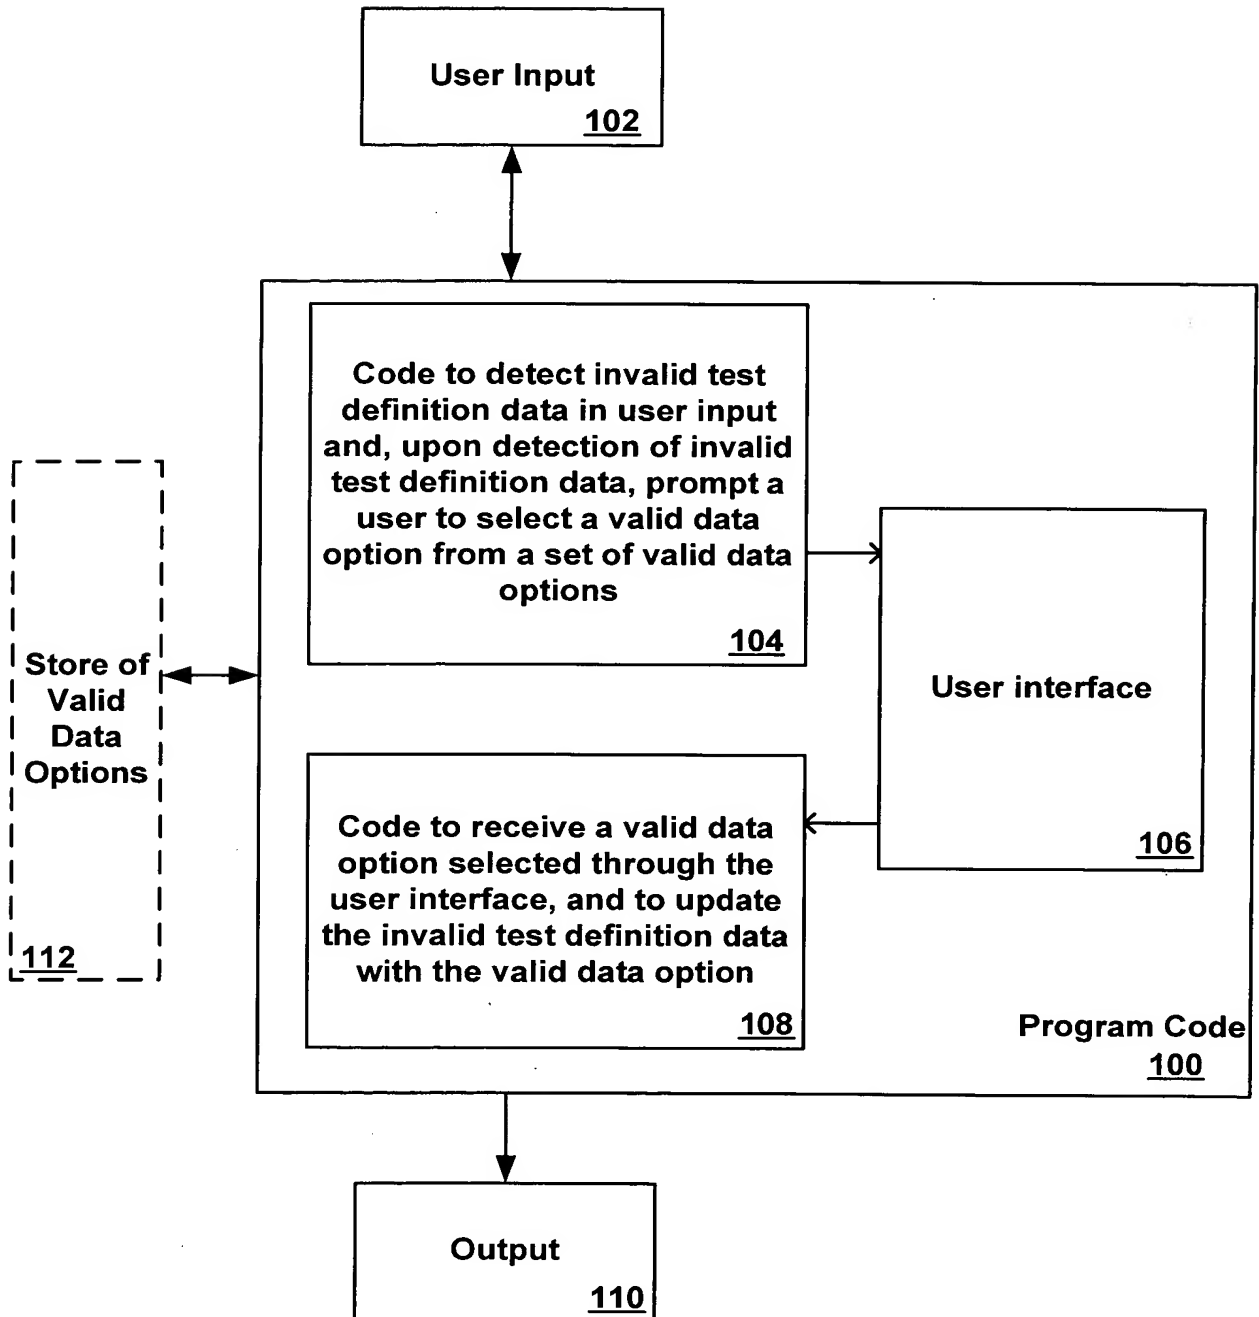 User Input
102
Code to detect invalid test
definition data in user input
and, upon detection of invalid
test definition data, prompt a
user to select a valid data
option from a set of valid data
options
104
Store of
Valid
Data
Options
112
User interface
106
Code to receive a valid data
option selected through the
user interface, and to update
the invalid test definition data
with the valid data option
108
Program Code
100
Output
110